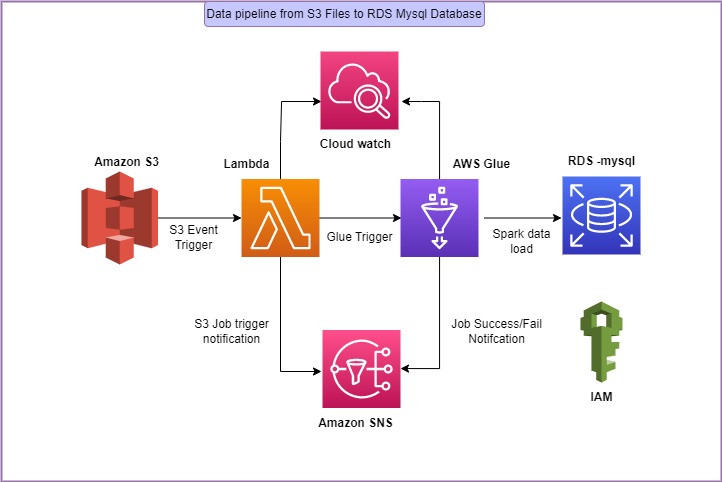 Data pipeline from S3 Files to RDS Mysql Database
Cloud watch
Amazon S3
Lambda
AWS Glue
RDS -mysql
S3 Event
Trigger
Glue Trigger
Spark data
load
S3 Job trigger
notification
Job Success/Fail
Notifcation
Amazon SNS
IAM